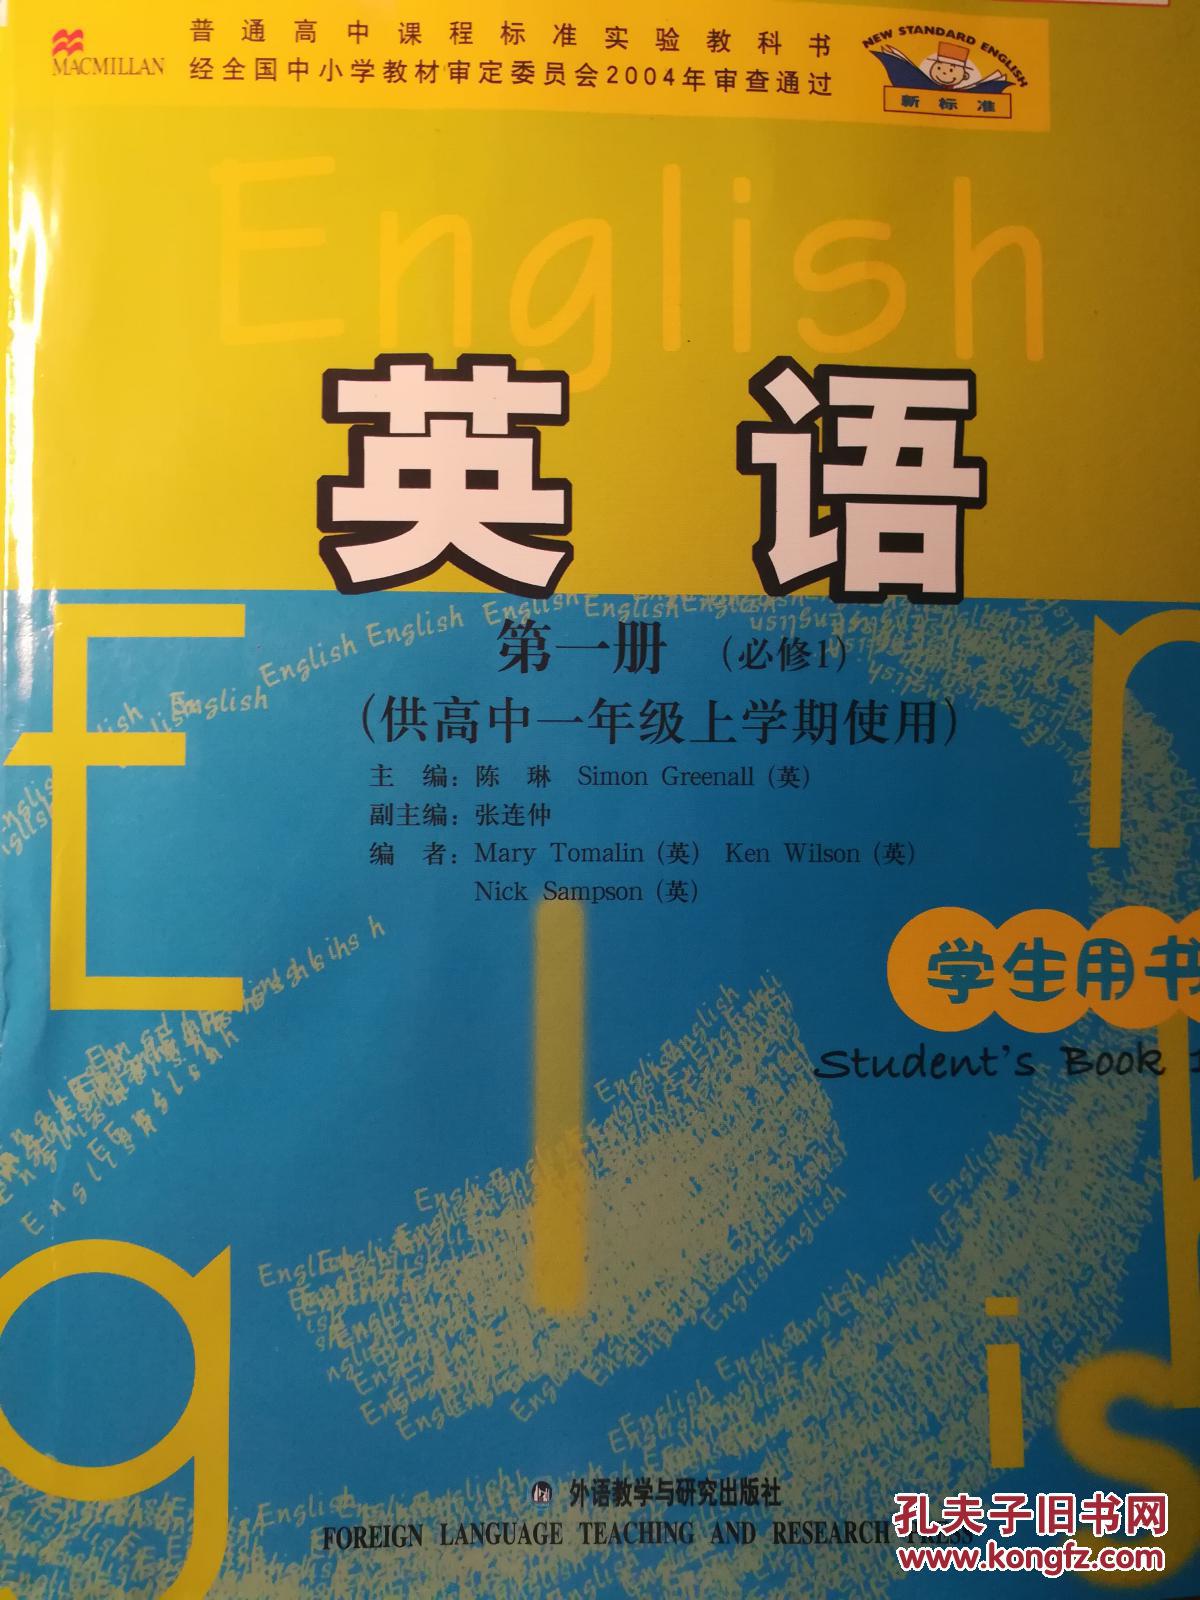 MACMILLAN
普通高中课程标准实验教科书
经全国中小学教材审定委员会2004年审查通过
NEW STANDARD ENGLISH
新标准
English
英语
第一册 （必修1）
（供高中一年级上学期使用）
主 编：陈 琳 Simon Greenall（英）
副主编：张连仲
编 者：Mary Tomalin（英） Ken Wilson（英）
Nick Sampson（英）
学生用书
Student's Book
外语教学与研究出版社
FOREIGN LANGUAGE TEACHING AND RESEARCH PRESS
孔夫子旧书网
www.kongfz.com